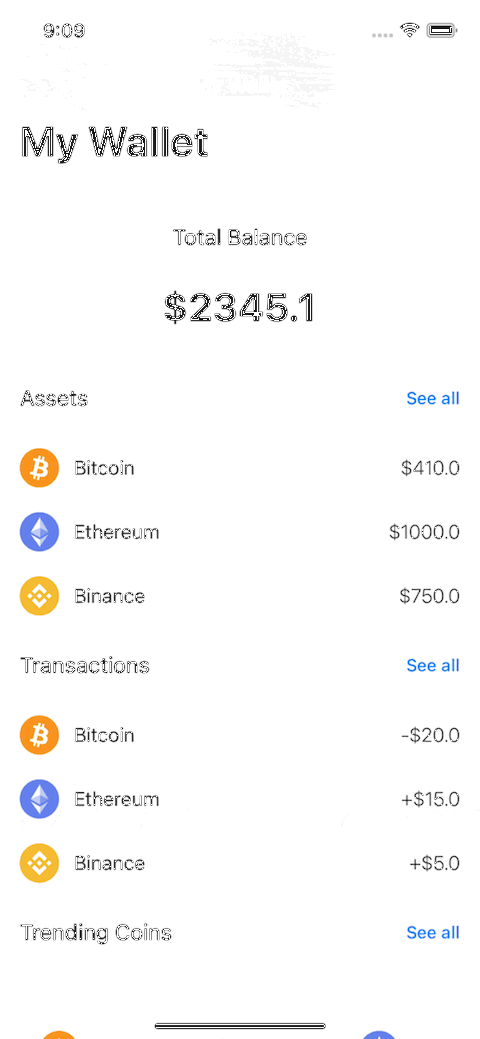 9:09
My Wallet
Total Balance
$2345.1
Assets See all
Bitcoin $410.0
Ethereum $1000.0
Binance $750.0
Transactions See all
Bitcoin -$20.0
Ethereum +$15.0
Binance +$5.0
Trending Coins See all